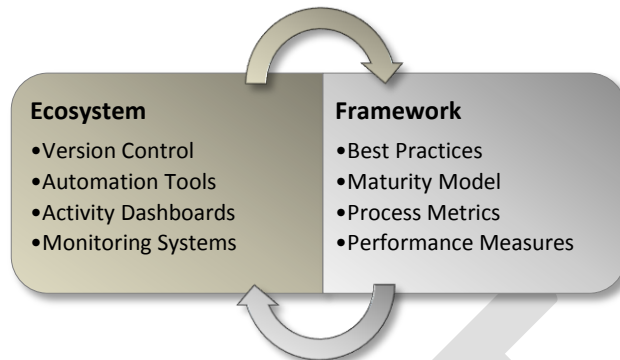 Ecosystem
•Version Control
•Automation Tools
•Activity Dashboards
•Monitoring Systems
Framework
•Best Practices
•Maturity Model
•Process Metrics
•Performance Measures